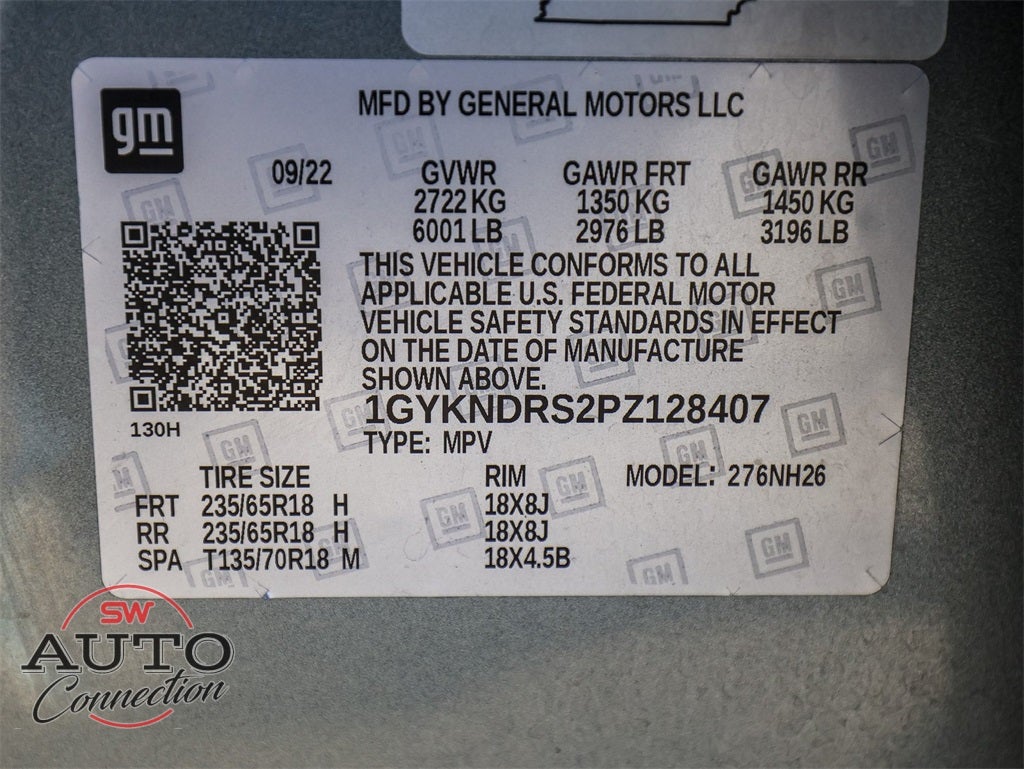 gm
MFD BY GENERAL MOTORS LLC
09/22 GVWR GAWR FRT GAWR RR
2722 KG 1350 KG 1450 KG
6001 LB 2976 LB 3196 LB
THIS VEHICLE CONFORMS TO ALL
APPLICABLE U.S. FEDERAL MOTOR
VEHICLE SAFETY STANDARDS IN EFFECT
ON THE DATE OF MANUFACTURE
SHOWN ABOVE.
1GYKNDRS2PZ128407
130H
TYPE: MPV
TIRE SIZE RIM MODEL: 276NH26
FRT 235/65R18 H 18X8J
RR 235/65R18 H 18X8J
SPA T135/70R18 M 18X4.5B
SW
AUTO
Connection